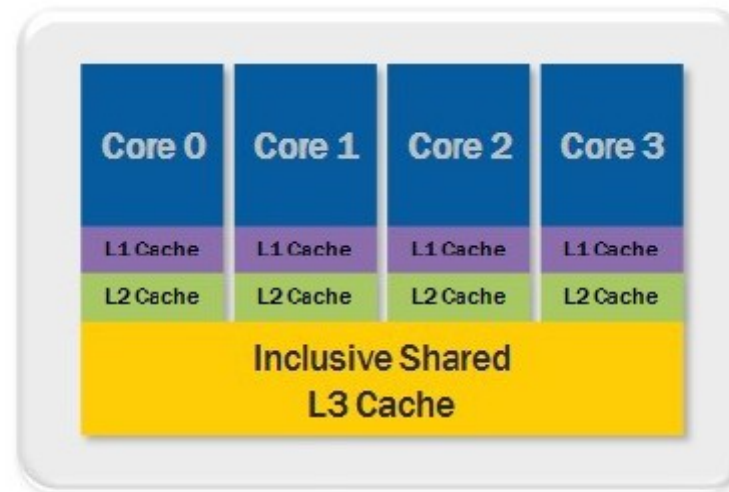 Core 0 Core 1 Core 2 Core 3
L1 Cache L1 Cache L1 Cache L1 Cache
L2 Cache L2 Cache L2 Cache L2 Cache
Inclusive Shared
L3 Cache